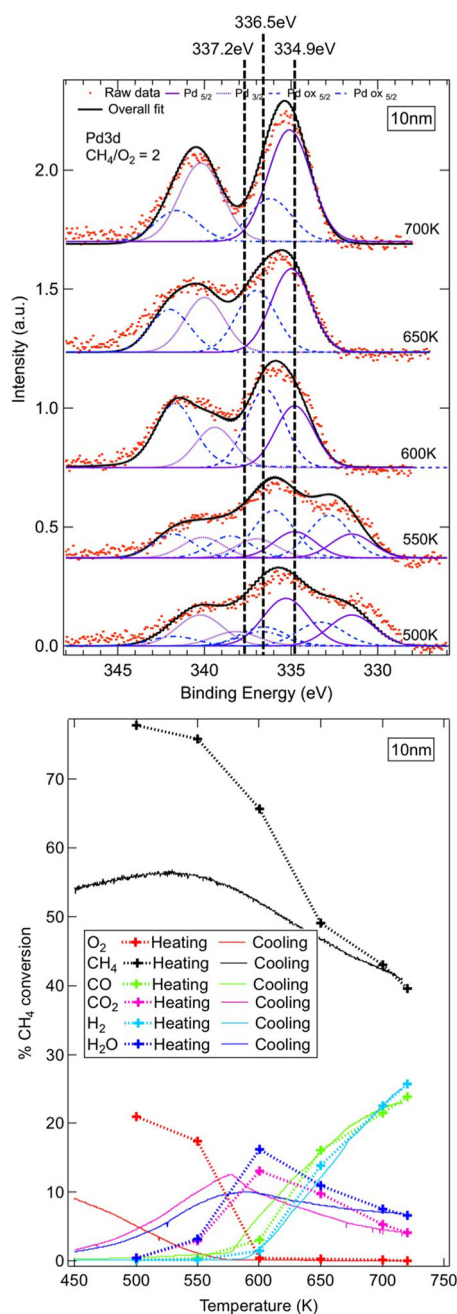 336.5eV
337.2eV 334.9eV
Raw data Pd 5/2 Pd 3/2 Pd ox 5/2 Pd ox 5/2
Overall fit
10nm
Pd3d
CH4/O2 = 2
2.0
700K
1.5
650K
1.0
600K
0.5
550K
0.0
500K
Intensity (a.u.)
345 340 335 330
Binding Energy (eV)
10nm
70
60
50
40
30
20
10
0
% CH4 conversion
O2 Heating Cooling
CH4 Heating Cooling
CO Heating Cooling
CO2 Heating Cooling
H2 Heating Cooling
H2O Heating Cooling
450 500 550 600 650 700 750
Temperature (K)